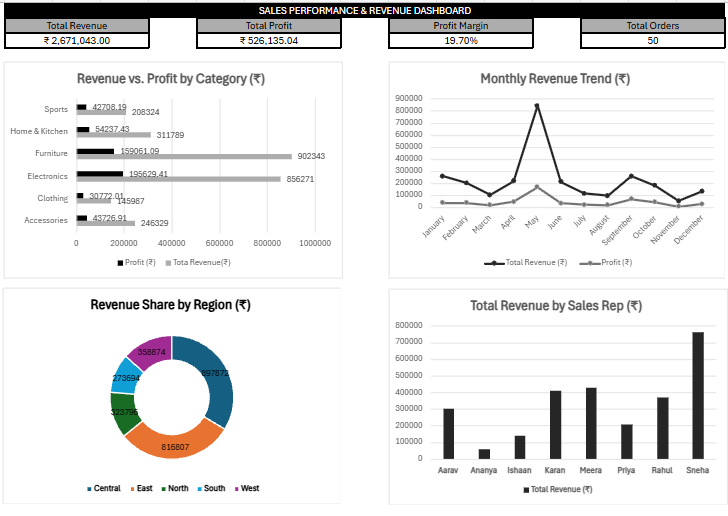 SALES PERFORMANCE & REVENUE DASHBOARD
Total Revenue Total Profit Profit Margin Total Orders
₹ 2,671,043.00 ₹ 526,135.04 19.70% 50
Revenue vs. Profit by Category (₹)
Sports 42708.19 208324
Home & Kitchen 54237.43 311789
Furniture 159061.09 902343
Electronics 195629.41 856271
Clothing 30772.01 145987
Accessories 43726.91 246329
0 200000 400000 600000 800000 1000000
Profit (₹) Tota Revenue(₹)
Monthly Revenue Trend (₹)
900000
800000
700000
600000
500000
400000
300000
200000
100000
0
January February March April May June July August September October November December
Total Revenue (₹) Profit (₹)
Revenue Share by Region (₹)
358874
897872
273694
323796
816807
Central East North South West
Total Revenue by Sales Rep (₹)
800000
700000
600000
500000
400000
300000
200000
100000
0
Aarav Ananya Ishaan Karan Meera Priya Rahul Sneha
Total Revenue (₹)